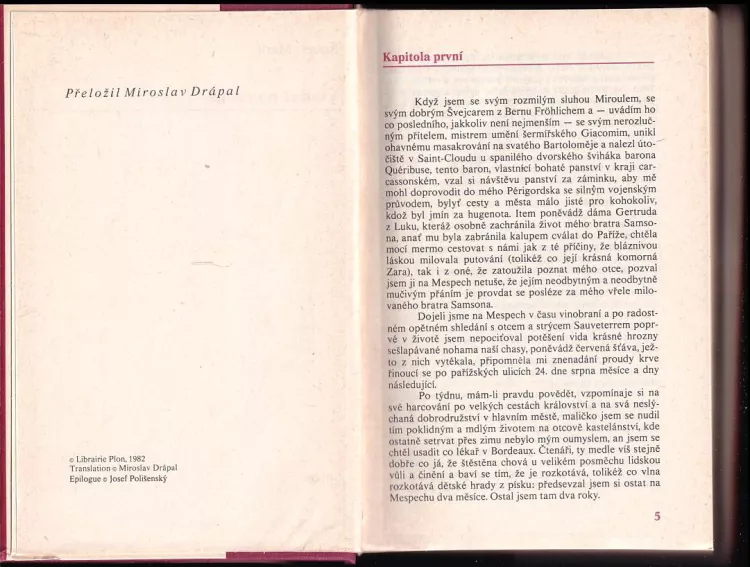 Přeložil Miroslav Drápal
© Librairie Plon, 1982
Translation © Miroslav Drápal
Epilogue © Josef Polišenský
Kapitola první
Když jsem se svým rozmilým sluhou Miroulem, se
svým dobrým Švejcarem z Bernu Fröhlichem a — uvádím ho
co posledního, jakkoliv není nejmenším — se svým nerozluč-
ným přítelem, mistrem umění šermířského Giacomim, unikl
ohavnému masakrování na svatého Bartoloměje a nalezl úto-
čiště v Saint-Cloudu u spanilého dvorského šviháka barona
Quéribuse, tento baron, vlastnící bohaté panství v kraji car-
cassonském, vzal si návštěvu panství za záminku, aby mě
mohl doprovodit do mého Périgordska se silným vojenským
průvodem, bylyť cesty a města málo jisté pro kohokoliv,
kdož byl jmín za hugenota. Item poněvádž dáma Gertruda
z Luku, kteráž osobně zachránila život mého bratra Samso-
na, anať mu byla zabránila kalupem cválat do Paříže, chtěla
mocí mermo cestovat s námi jak z té příčiny, že bláznivou
láskou milovala putování (tolikéž co její krásná komorná
Zara), tak i z oné, že zatoužila poznat mého otce, pozval
jsem ji na Mespech netuše, že jejím neodbytným a neodbytně
mučivým přáním je provdat se posléze za mého vřele milo-
vaného bratra Samsona.
Dojeli jsme na Mespech v času vinobraní a po radost-
ném opětném shledání s otcem a strýcem Sauveterrem popr-
vé v životě jsem nepociťoval potěšení vida krásné hrozny
sešlapávané nohama naší chasy, poněvádž červená šťáva, jež-
to z nich vytékala, připomněla mi znenadání proudy krve
řinoucí se po pařížských ulicích 24. dne srpna měsíce a dny
následující.
Po týdnu, mám-li pravdu povědět, vzpomínaje si na
své harcování po velkých cestách království a na svá neslý-
chaná dobrodružství v hlavním městě, maličko jsem se nudil
tím poklidným a mdlým životem na otcově kastelánství, kde
ostatně setrvat přes zimu nebylo mým oumyslem, an jsem se
chtěl usadit co lékař v Bordeaux. Čtenáři, ty medle víš stejně
dobře co já, že štěstěna chová u velikém posměchu lidskou
vůli a činění a baví se tím, že je rozkotává, tolikéž co vlna
rozkotává dětské hrady z písku: předsevzal jsem si ostat na
Mespechu dva měsíce. Ostal jsem tam dva roky.
5